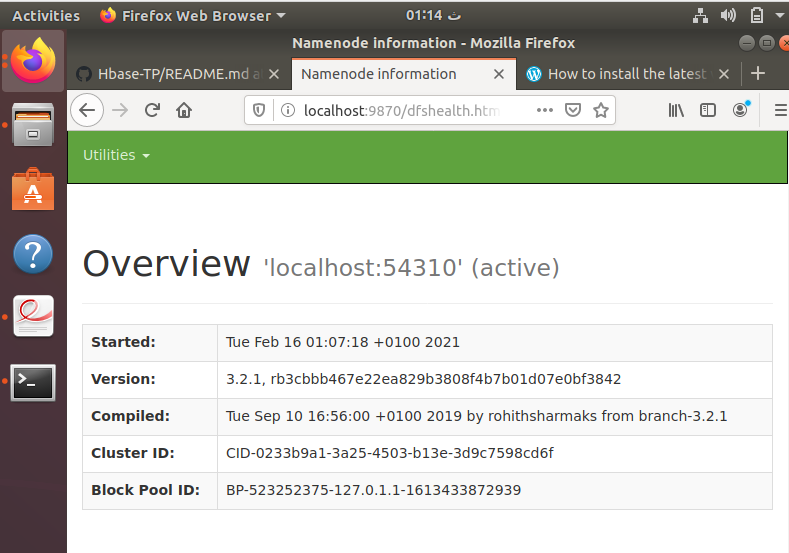 Activities Firefox Web Browser 01:14 ث
Namenode information - Mozilla Firefox
Hbase-TP/README.md a Namenode information How to install the latest
localhost:9870/dfshealth.htm
Utilities
Overview 'localhost:54310' (active)
Started: Tue Feb 16 01:07:18 +0100 2021
Version: 3.2.1, rb3cbbb467e22ea829b3808f4b7b01d07e0bf3842
Compiled: Tue Sep 10 16:56:00 +0100 2019 by rohithsharmaks from branch-3.2.1
Cluster ID: CID-0233b9a1-3a25-4503-b13e-3d9c7598cd6f
Block Pool ID: BP-523252375-127.0.1.1-1613433872939